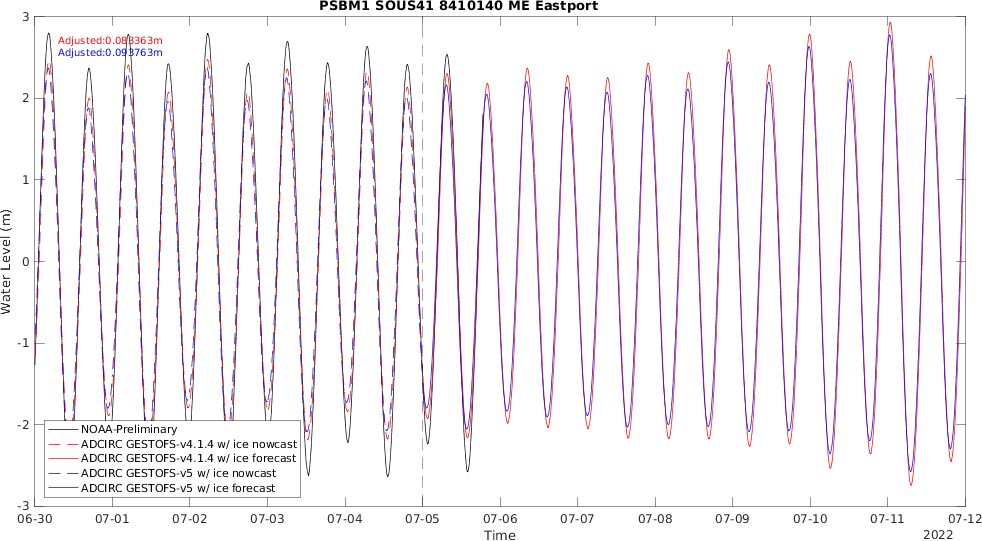 PSBM1 SOUS41 8410140 ME Eastport
Adjusted:0.083363m
Adjusted:0.093763m
3
2
1
0
-1
-2
-3
Water Level (m)
NOAA-Preliminary
ADCIRC GESTOFS-v4.1.4 w/ ice nowcast
ADCIRC GESTOFS-v4.1.4 w/ ice forecast
ADCIRC GESTOFS-v5 w/ ice nowcast
ADCIRC GESTOFS-v5 w/ ice forecast
06-30 07-01 07-02 07-03 07-04 07-05 07-06 07-07 07-08 07-09 07-10 07-11 07-12
Time
2022